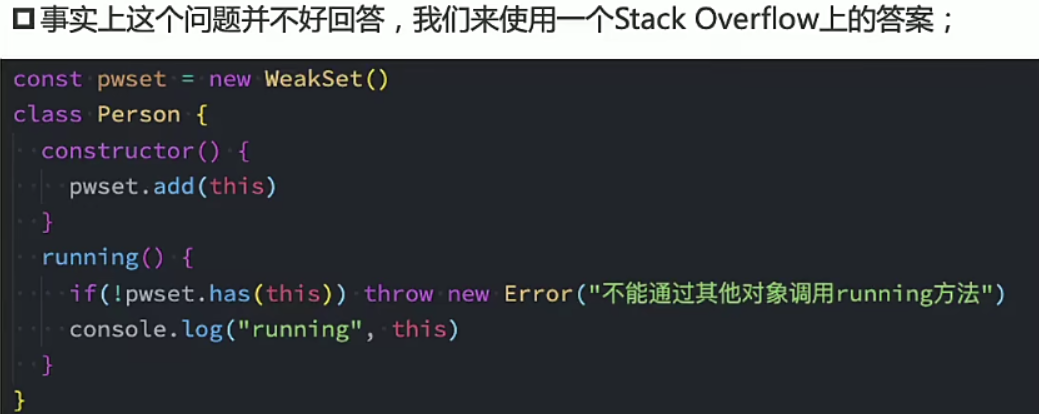 事实上这个问题并不好回答，我们来使用一个Stack Overflow上的答案；
const pwset = new WeakSet()
class Person {
  constructor() {
    pwset.add(this)
  }
  running() {
    if(!pwset.has(this)) throw new Error("不能通过其他对象调用running方法")
    console.log("running", this)
  }
}